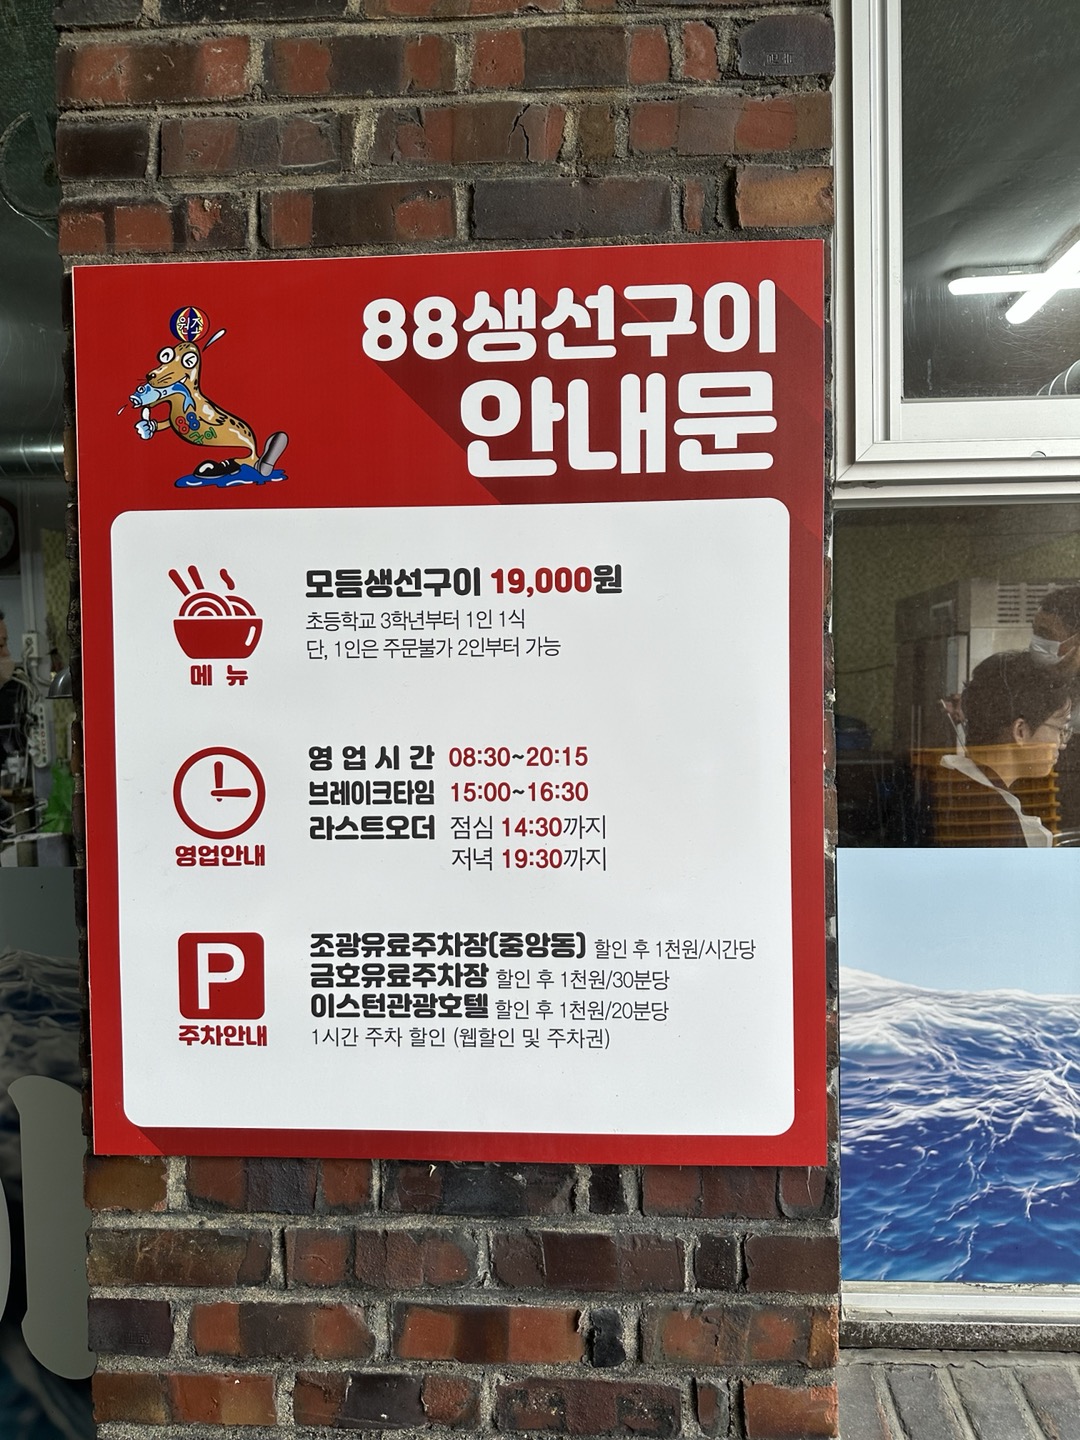 원조
88
구이
88생선구이
안내문
메 뉴
모듬생선구이 19,000원
초등학교 3학년부터 1인 1식
단, 1인은 주문불가 2인부터 가능
영업안내
영 업 시 간 08:30~20:15
브레이크타임 15:00~16:30
라스트오더 점심 14:30까지
저녁 19:30까지
P
주차안내
조광유료주차장(중앙동) 할인 후 1천원/시간당
금호유료주차장 할인 후 1천원/30분당
이스턴관광호텔 할인 후 1천원/20분당
1시간 주차 할인 (웹할인 및 주차권)